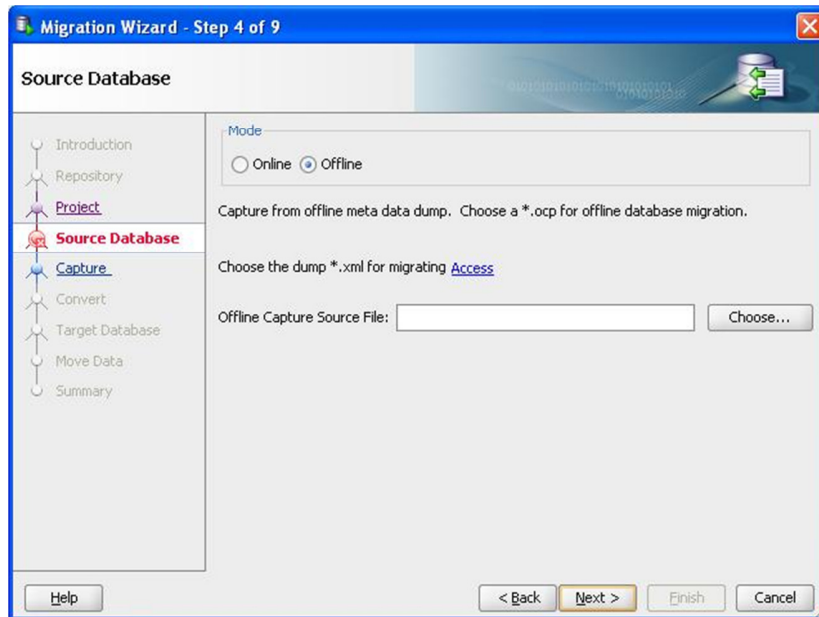 Migration Wizard - Step 4 of 9
Source Database
Introduction
Repository
Project
Source Database
Capture
Convert
Target Database
Move Data
Summary
Mode
Online Offline
Capture from offline meta data dump. Choose a *.ocp for offline database migration.
Choose the dump *.xml for migrating Access
Offline Capture Source File: Choose...
Help < Back Next > Finish Cancel